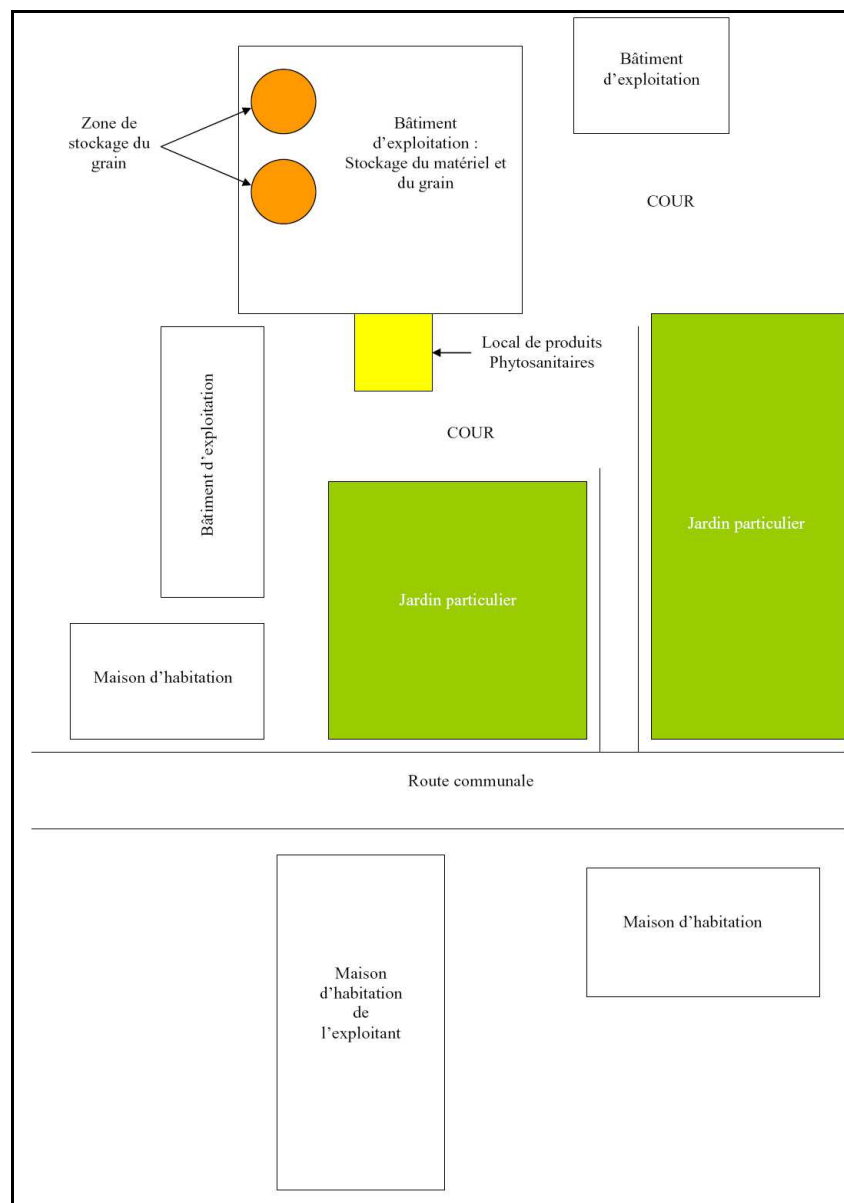 Bâtiment
d'exploitation
Zone de
stockage du
grain
Bâtiment
d'exploitation :
Stockage du matériel et
du grain
COUR
Local de produits
Phytosanitaires
Bâtiment d'exploitation
COUR
Jardin particulier
Jardin particulier
Maison d'habitation
Route communale
Maison d'habitation
Maison
d'habitation
de
l'exploitant